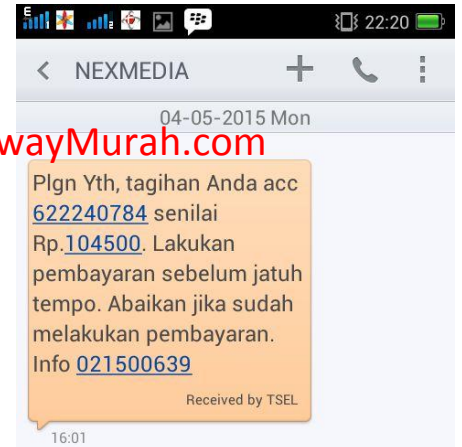 E
22:20
NEXMEDIA
04-05-2015 Mon
wayMurah.com
Plgn Yth, tagihan Anda acc
622240784 senilai
Rp.104500. Lakukan
pembayaran sebelum jatuh
tempo. Abaikan jika sudah
melakukan pembayaran.
Info 021500639
Received by TSEL
16:01